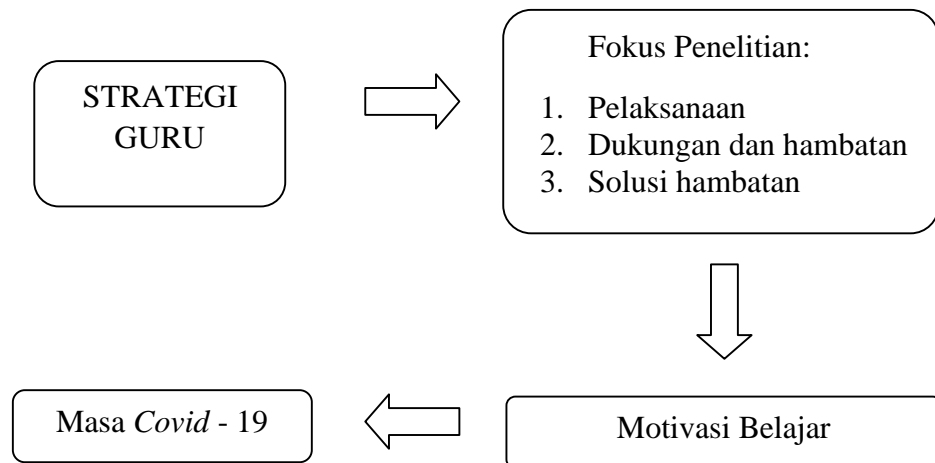 STRATEGI
GURU
Fokus Penelitian:
1. Pelaksanaan
2. Dukungan dan hambatan
3. Solusi hambatan
Masa Covid - 19
Motivasi Belajar